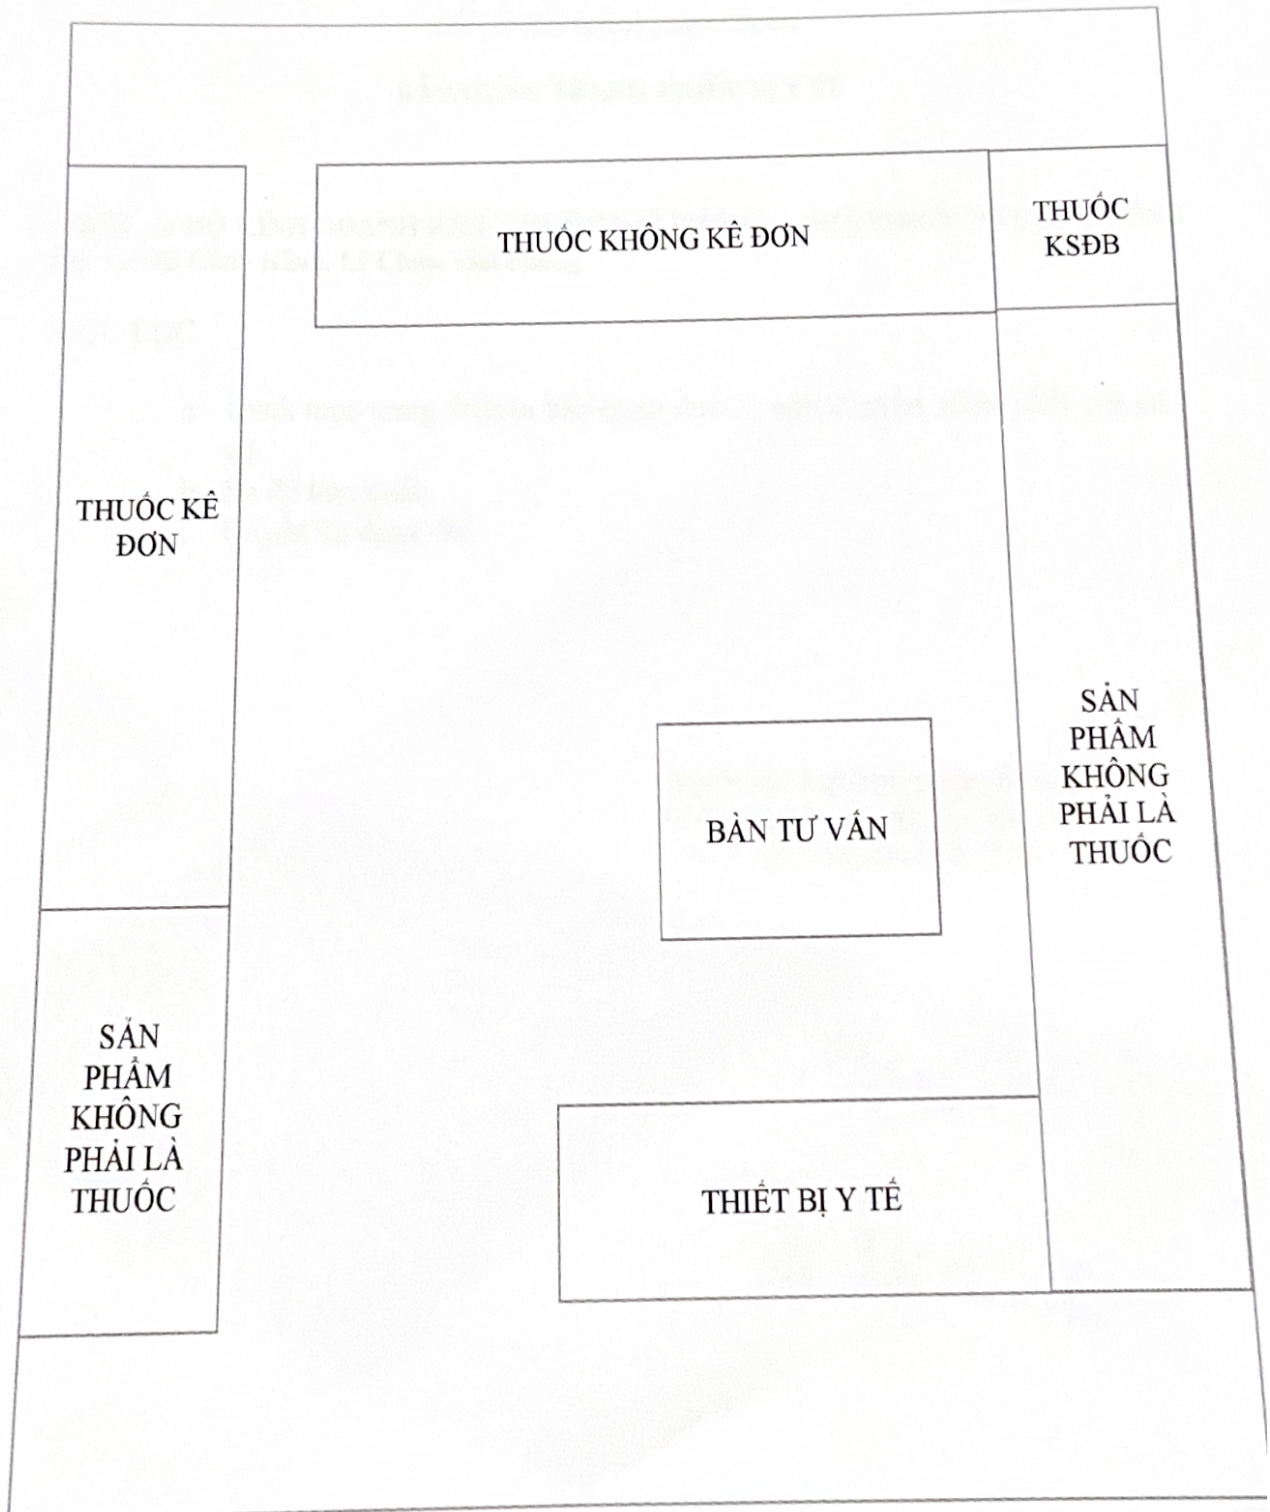 THUỐC KHÔNG KÊ ĐƠN
THUỐC
KSĐB
THUỐC KÊ
ĐƠN
SẢN
PHẨM
KHÔNG
PHẢI LÀ
THUỐC
BÀN TƯ VẤN
SẢN
PHẨM
KHÔNG
PHẢI LÀ
THUỐC
THIẾT BỊ Y TẾ